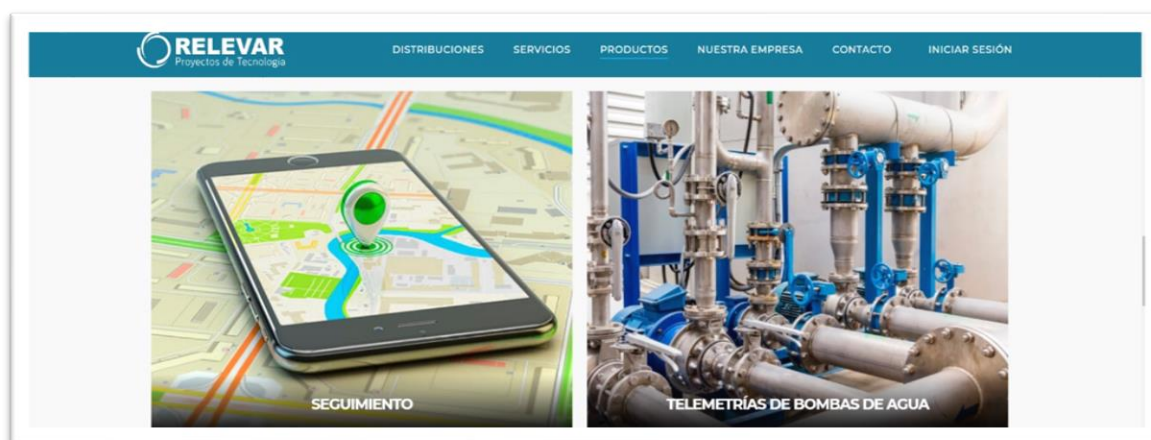 RELEVAR
Proyectos de Tecnología
DISTRIBUCIONES SERVICIOS PRODUCTOS NUESTRA EMPRESA CONTACTO INICIAR SESIÓN
SEGUIMIENTO
TELEMETRÍAS DE BOMBAS DE AGUA